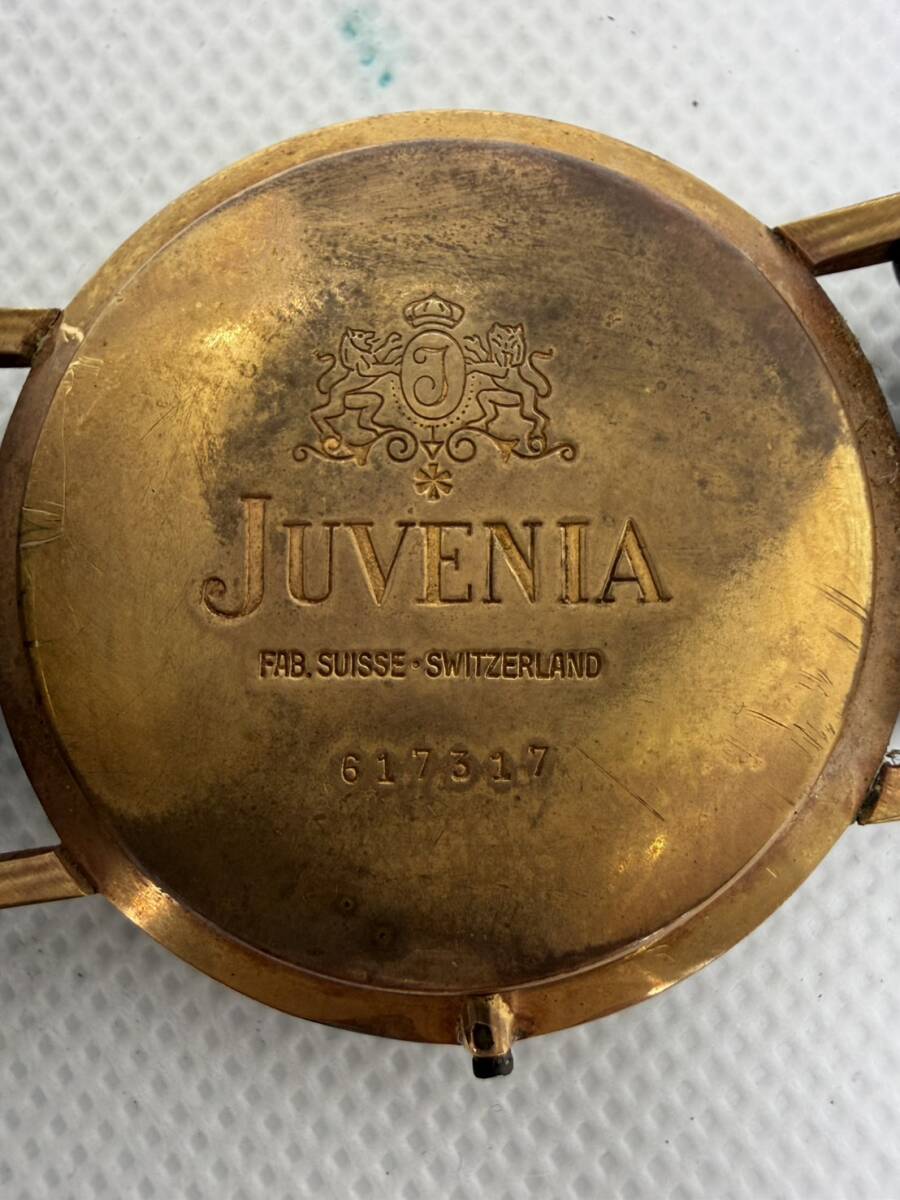 J
JUVENIA
FAB. SUISSE · SWITZERLAND
617317